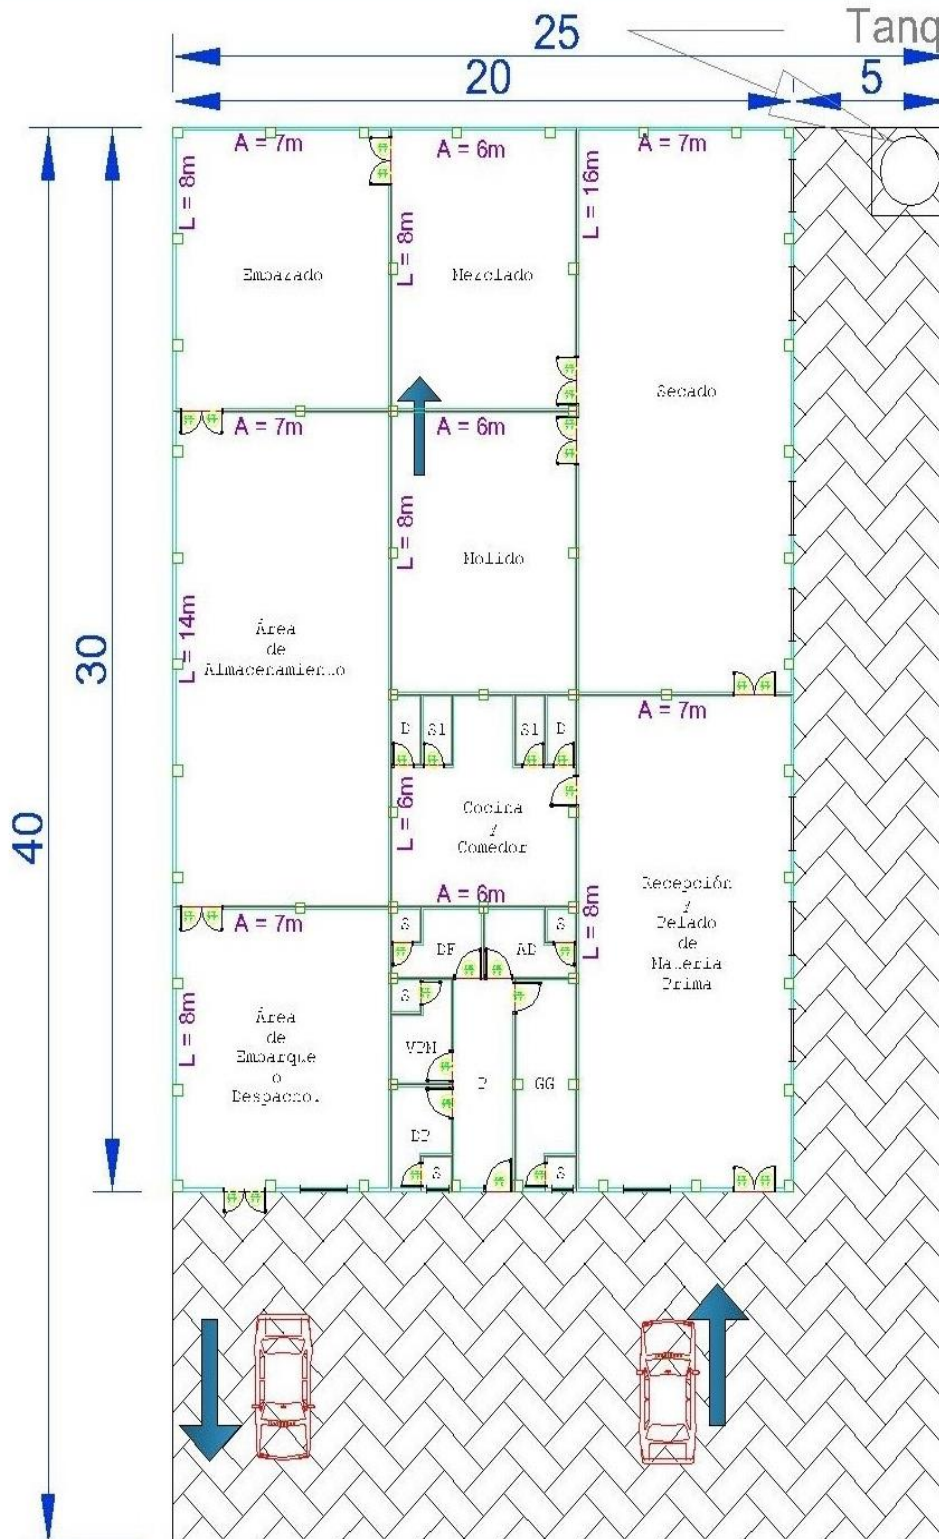 25
Tanq
20
5
A = 7m
A = 6m
A = 7m
L = 8m
L = 8m
L = 16m
Empacado
Mezclado
Secado
A = 7m
A = 6m
L = 8m
Molido
30
L = 14m
Área
de
Almacenamiento
A = 7m
D
S1
S1
D
40
L = 6m
Cocina
y
Comedor
A = 6m
Recepción
y
Pelado
de
Materia
Prima
L = 8m
A = 7m
S
DF
AD
S
L = 8m
Área
de
Embarque
o
Despacho.
S
VPM
P
GG
DP
S
S